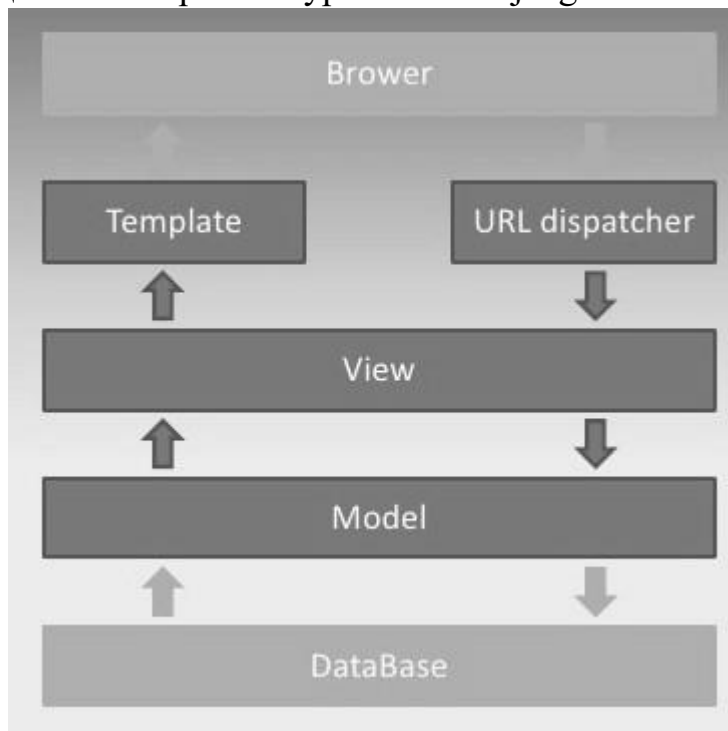 Brower
Template
URL dispatcher
View
Model
DataBase